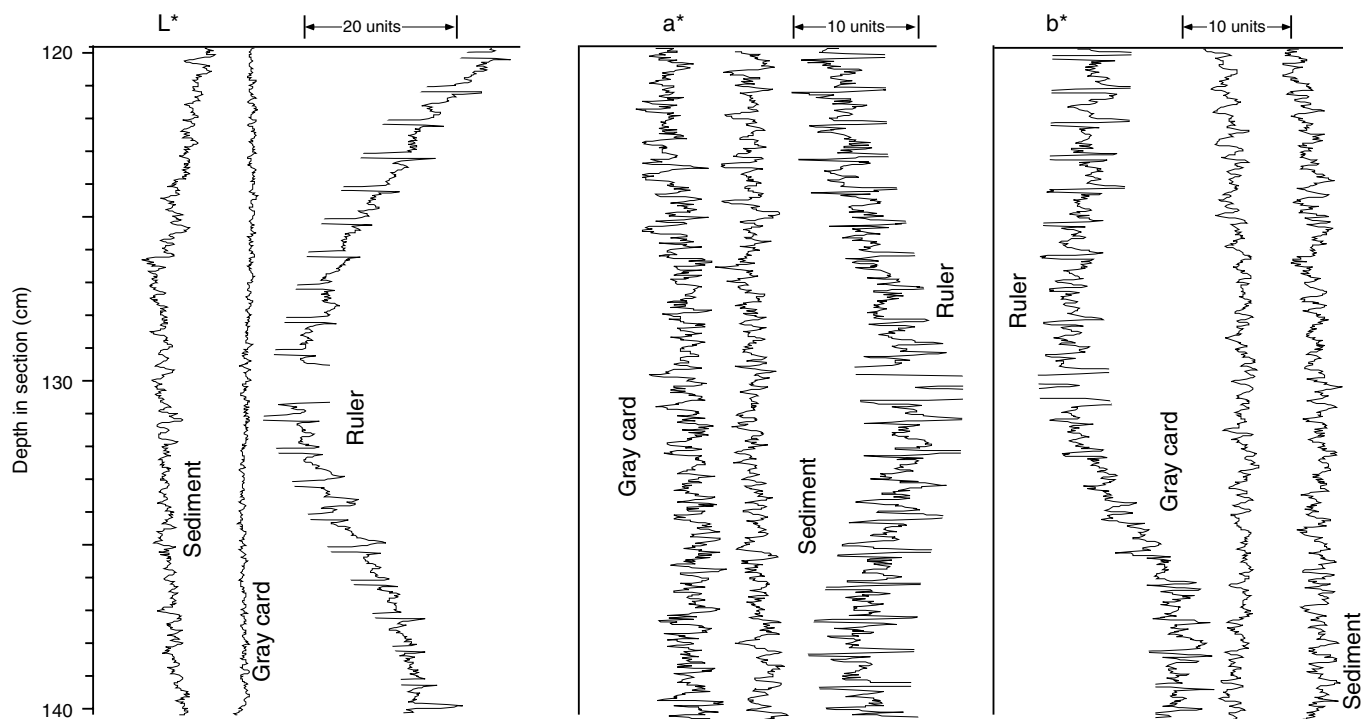 L*
20 units
a*
10 units
b*
10 units
120
130
140
Depth in section (cm)
Sediment
Gray card
Ruler
Gray card
Sediment
Ruler
Ruler
Gray card
Sediment